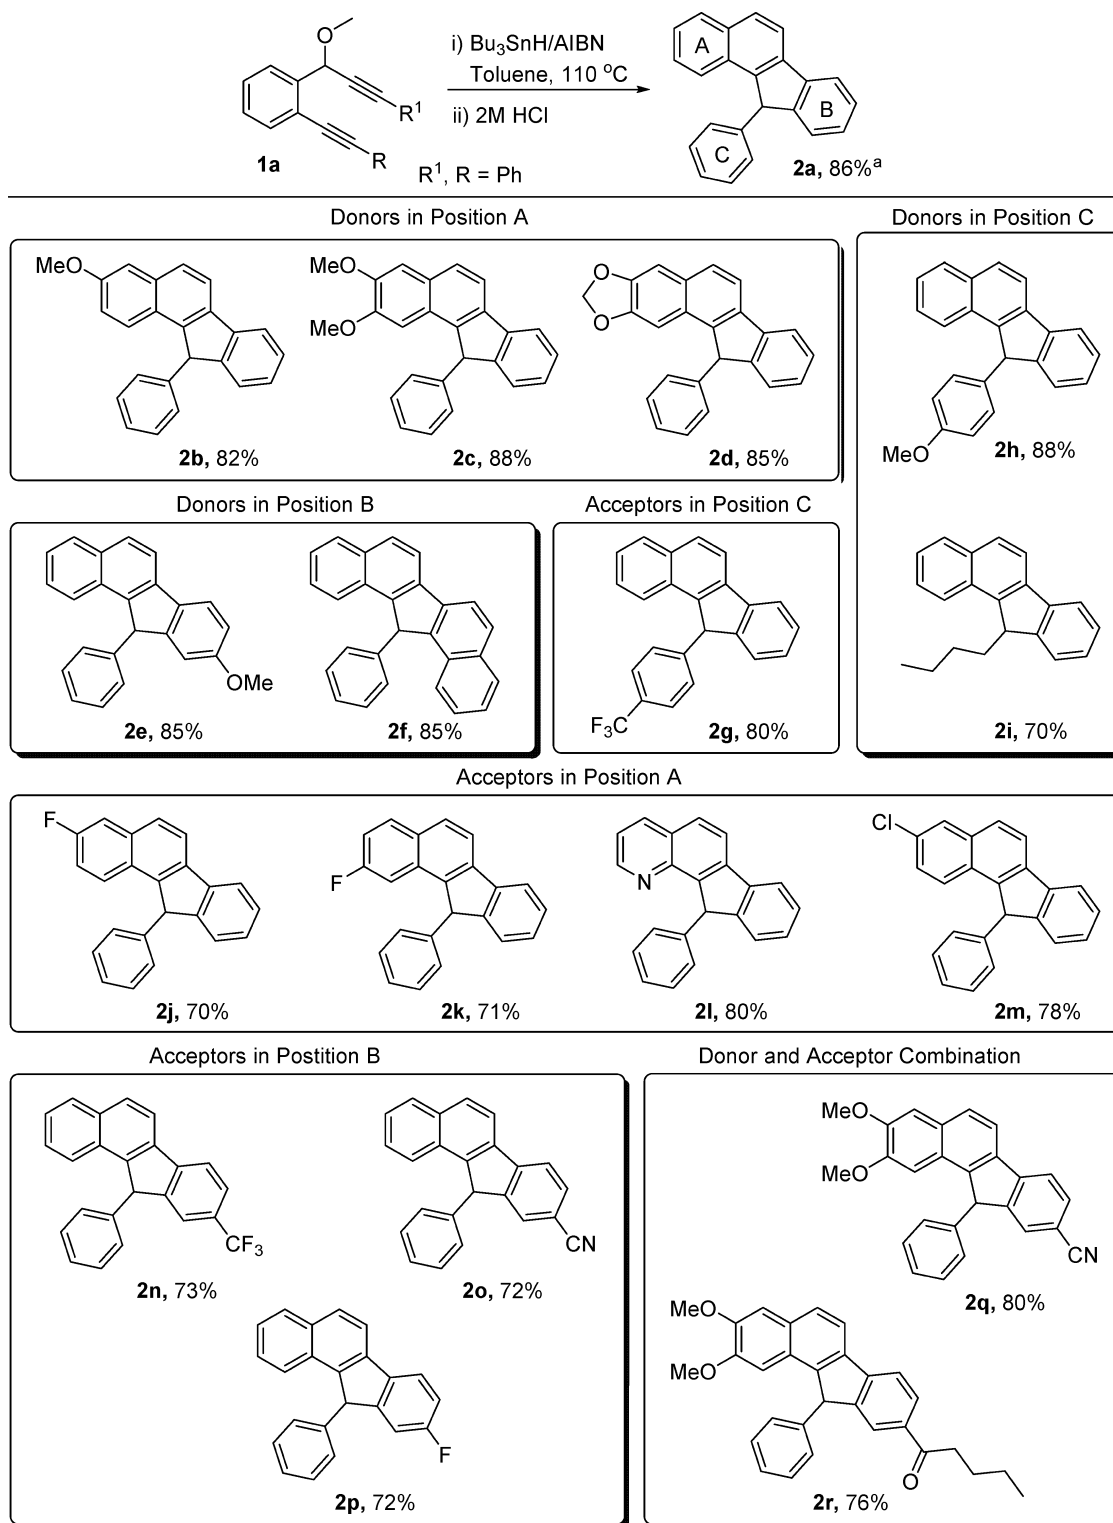 O
R¹
R
1a
i) Bu₃SnH/AIBN
Toluene, 110 °C
ii) 2M HCl
R¹, R = Ph
A
B
C
2a, 86%ᵃ
Donors in Position A
Donors in Position C
MeO
2b, 82%
MeO
MeO
2c, 88%
O
O
2d, 85%
MeO
2h, 88%
Donors in Position B
Acceptors in Position C
OMe
2e, 85%
2f, 85%
F₃C
2g, 80%
2i, 70%
Acceptors in Position A
F
2j, 70%
F
2k, 71%
N
2l, 80%
Cl
2m, 78%
Acceptors in Postition B
Donor and Acceptor Combination
CF₃
2n, 73%
CN
2o, 72%
F
2p, 72%
MeO
MeO
CN
2q, 80%
MeO
MeO
O
2r, 76%